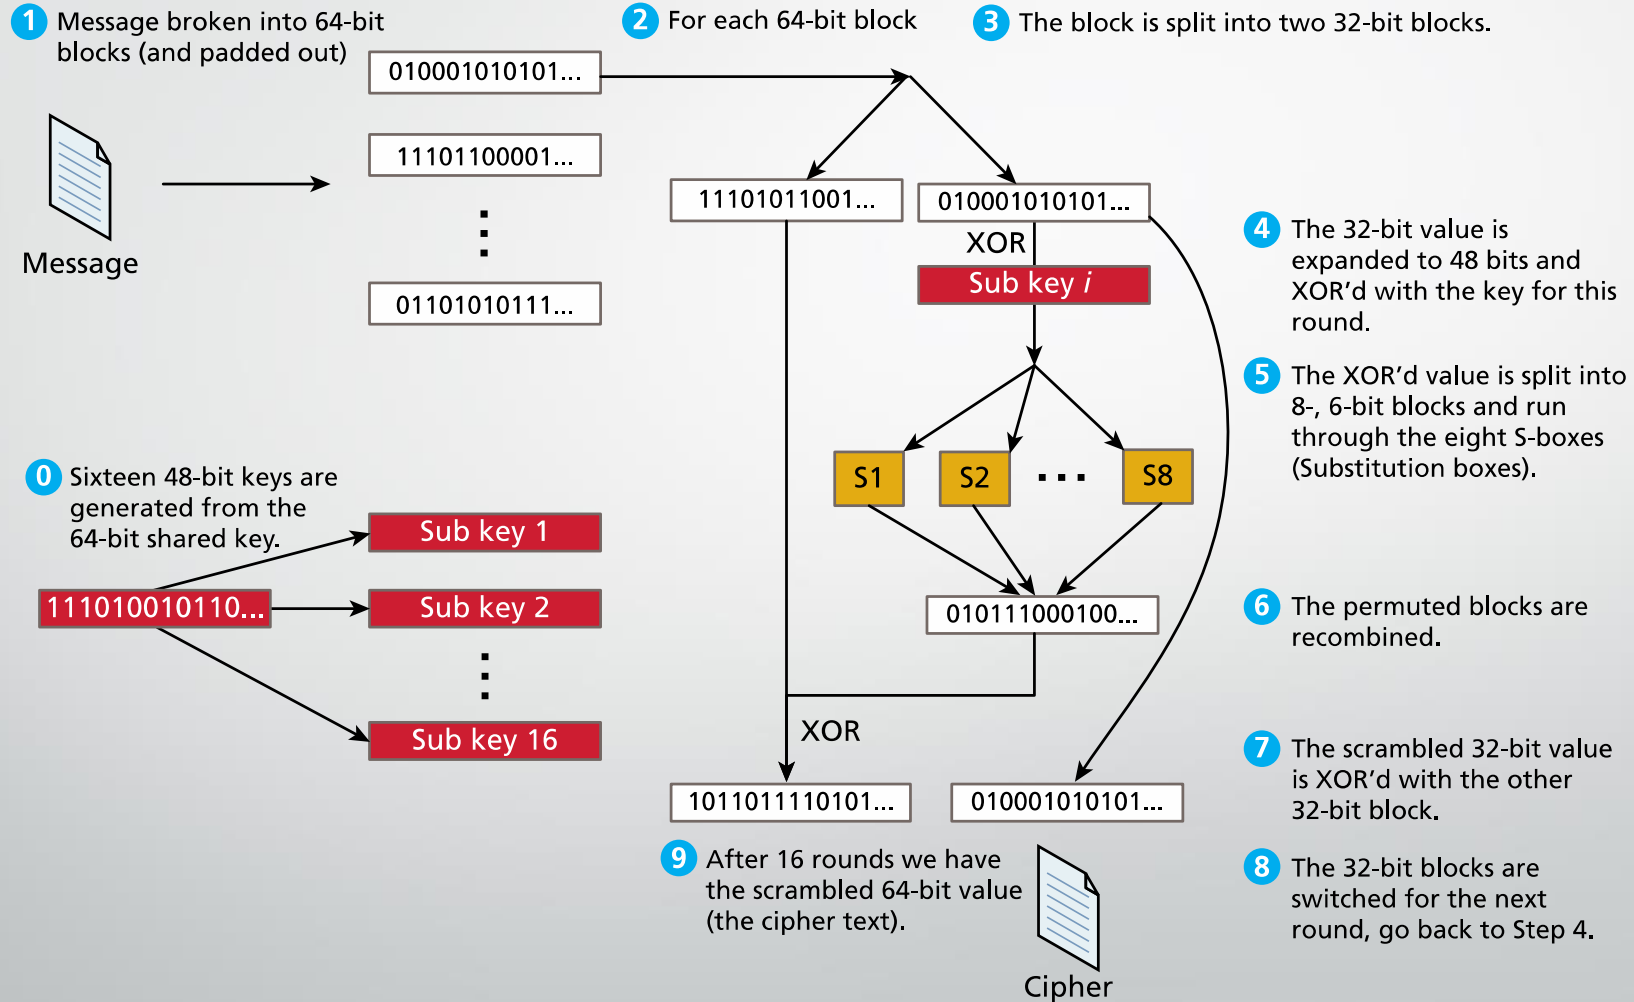 1 Message broken into 64-bit
blocks (and padded out)
2 For each 64-bit block
3 The block is split into two 32-bit blocks.
010001010101...
11101100001...
01101010111...
Message
11101011001...
010001010101...
XOR
Sub key i
4 The 32-bit value is
expanded to 48 bits and
XOR’d with the key for this
round.
5 The XOR’d value is split into
8-, 6-bit blocks and run
through the eight S-boxes
(Substitution boxes).
S1
S2
S8
0 Sixteen 48-bit keys are
generated from the
64-bit shared key.
111010010110...
Sub key 1
Sub key 2
Sub key 16
010111000100...
6 The permuted blocks are
recombined.
XOR
7 The scrambled 32-bit value
is XOR’d with the other
32-bit block.
1011011110101...
010001010101...
9 After 16 rounds we have
the scrambled 64-bit value
(the cipher text).
8 The 32-bit blocks are
switched for the next
round, go back to Step 4.
Cipher